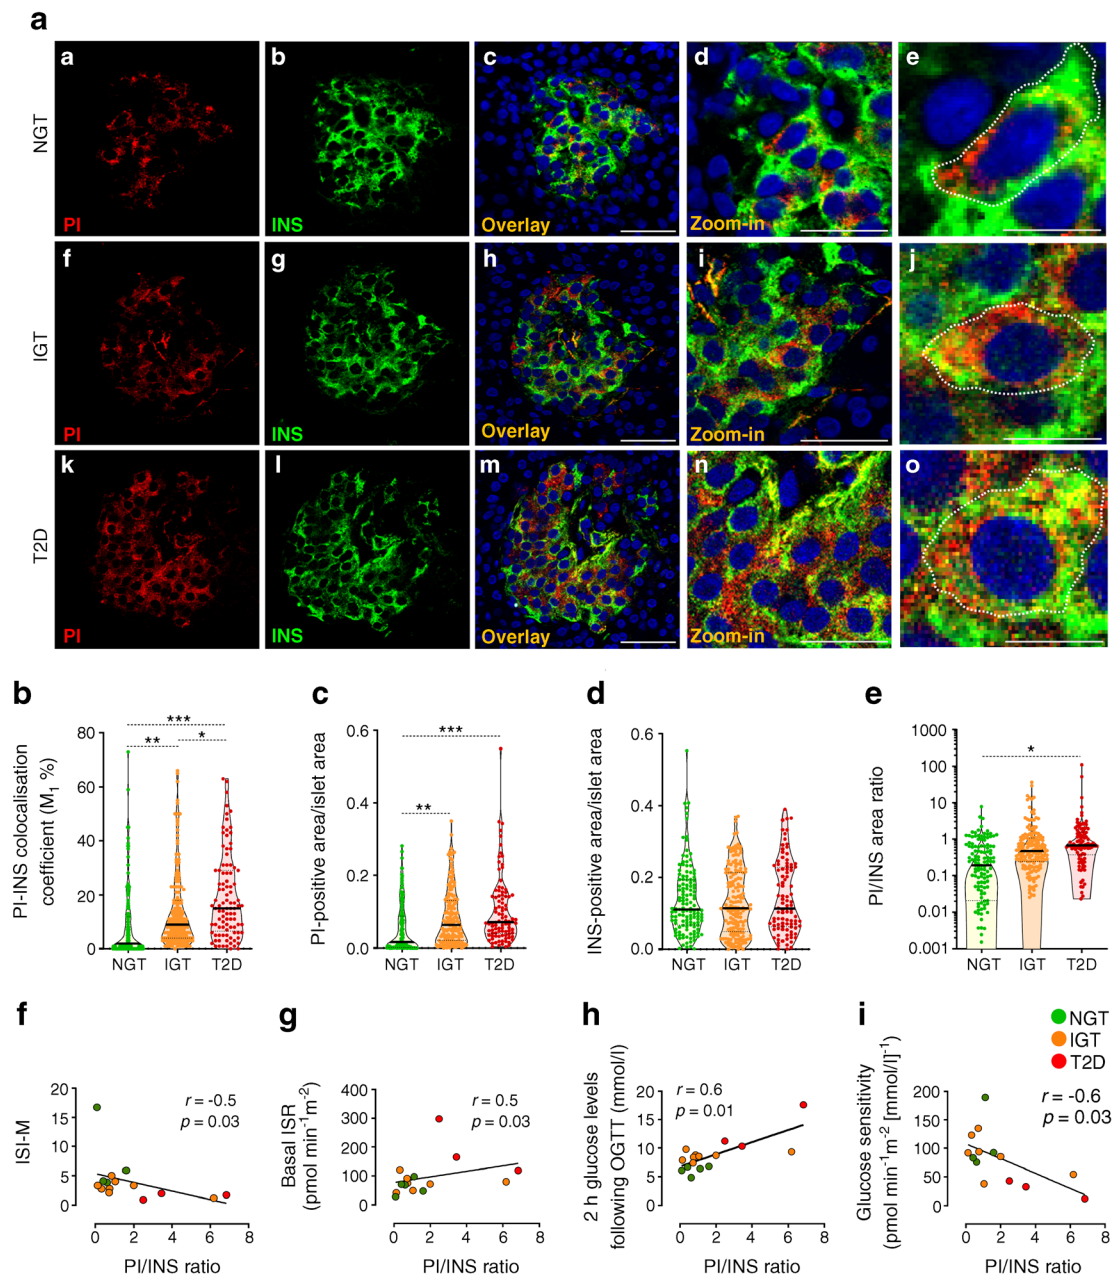 a
a
b
c
d
e
NGT
PI
INS
Overlay
Zoom-in
f
g
h
i
j
IGT
PI
INS
Overlay
Zoom-in
k
l
m
n
o
T2D
PI
INS
Overlay
Zoom-in
b
PI-INS colocalisation
coefficient (M1 %)
80
60
40
20
0
***
**
*
NGT
IGT
T2D
c
PI-positive area/islet area
0.6
0.4
0.2
0.0
***
**
NGT
IGT
T2D
d
INS-positive area/islet area
0.6
0.4
0.2
0.0
NGT
IGT
T2D
e
PI/INS area ratio
1000
100
10
1
0.1
0.01
0.001
*
NGT
IGT
T2D
f
ISI-M
20
15
10
5
0
r = -0.5
p = 0.03
0 2 4 6 8
PI/INS ratio
g
Basal ISR
(pmol min⁻¹m⁻²)
400
300
200
100
0
r = 0.5
p = 0.03
0 2 4 6 8
PI/INS ratio
h
2 h glucose levels
following OGTT (mmol/l)
20
15
10
5
0
r = 0.6
p = 0.01
0 2 4 6 8
PI/INS ratio
i
NGT
IGT
T2D
Glucose sensitivity
(pmol min⁻¹m⁻² [mmol/l]⁻¹)
200
150
100
50
0
r = -0.6
p = 0.03
0 2 4 6 8
PI/INS ratio